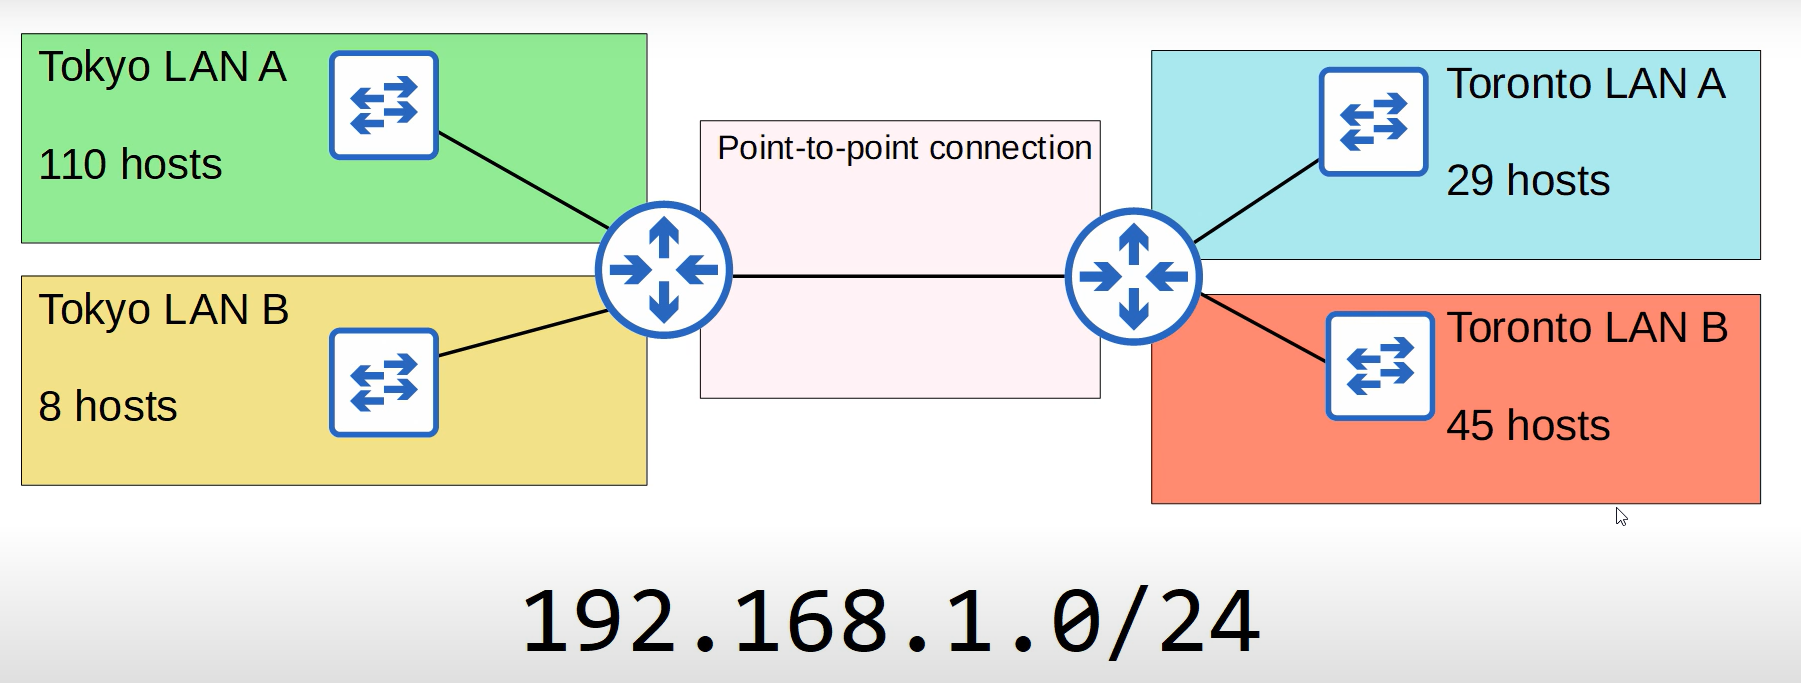 Tokyo LAN A
110 hosts
Tokyo LAN B
8 hosts
Point-to-point connection
Toronto LAN A
29 hosts
Toronto LAN B
45 hosts
192.168.1.0/24